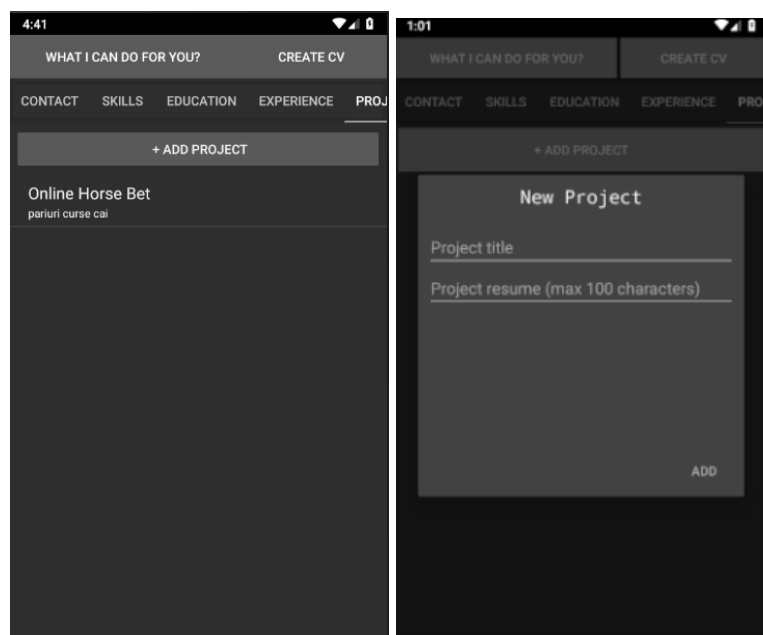 4:41
WHAT I CAN DO FOR YOU? CREATE CV
CONTACT SKILLS EDUCATION EXPERIENCE PROJ
+ ADD PROJECT
Online Horse Bet
pariuri curse cai
1:01
WHAT I CAN DO FOR YOU? CREATE CV
CONTACT SKILLS EDUCATION EXPERIENCE PRO
+ ADD PROJECT
New Project
Project title
Project resume (max 100 characters)
ADD